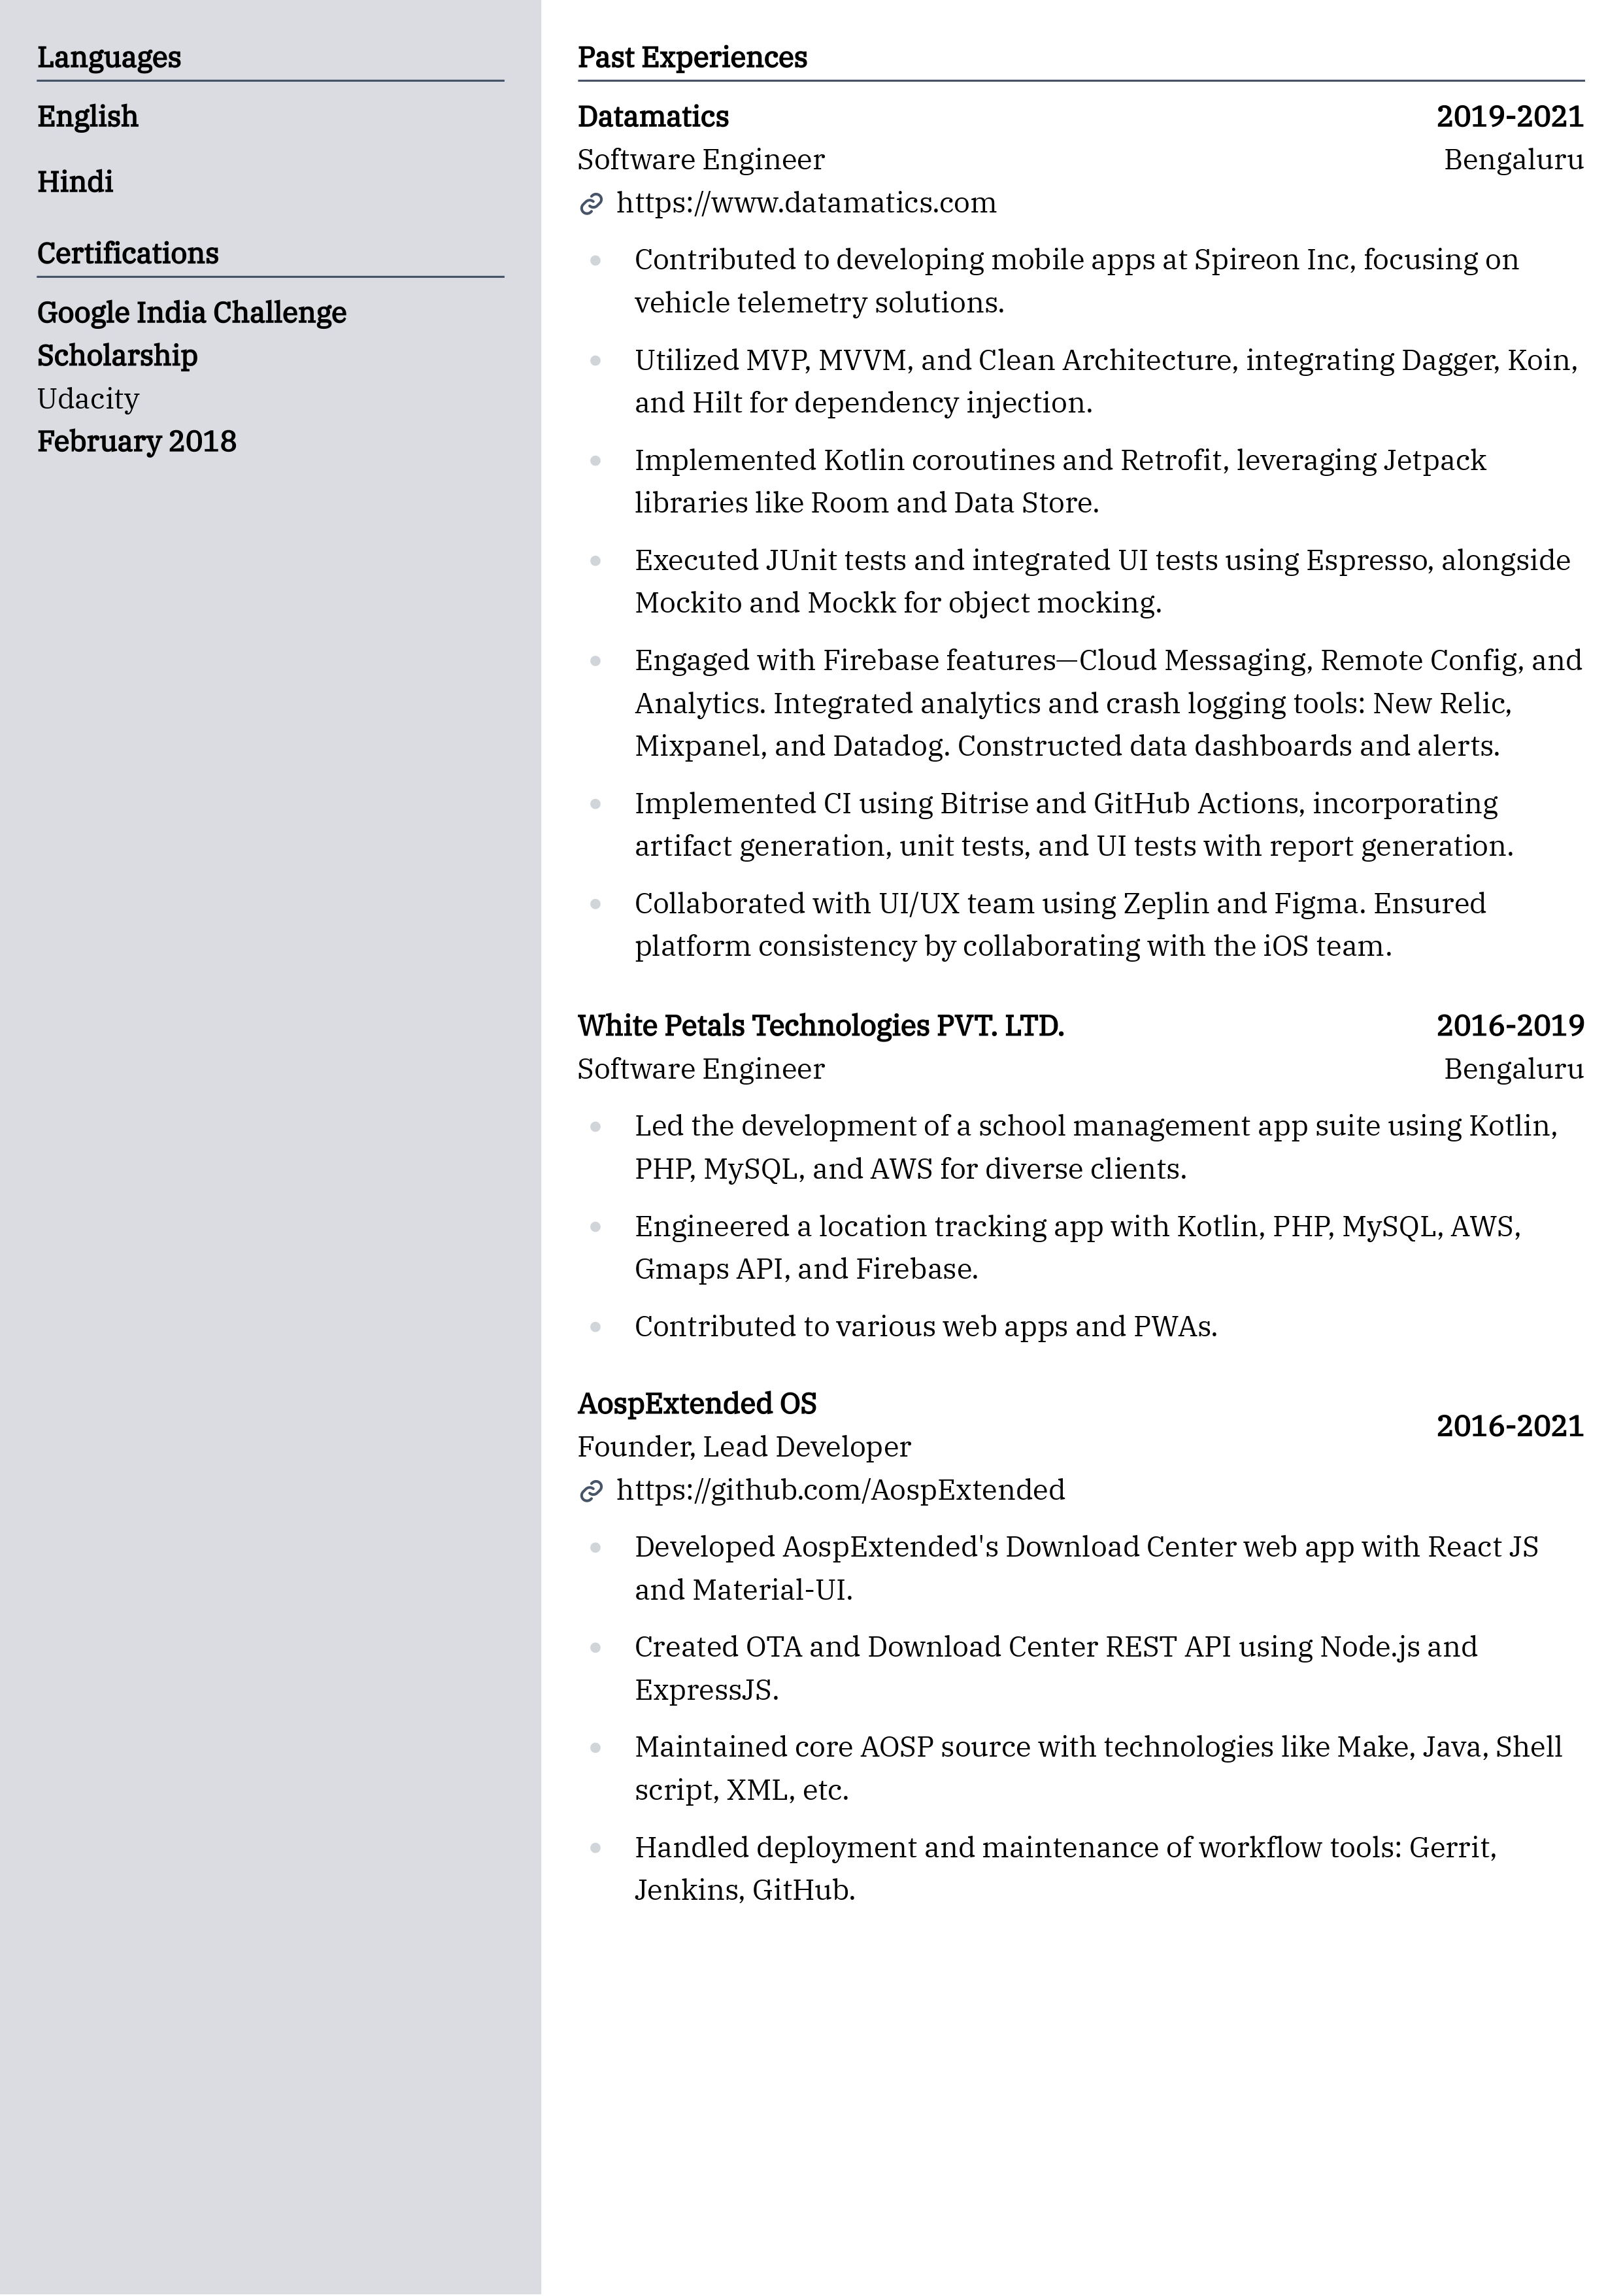 Languages
English
Hindi
Certifications
Google India Challenge
Scholarship
Udacity
February 2018
Past Experiences
Datamatics 2019-2021
Software Engineer Bengaluru
https://www.datamatics.com
Contributed to developing mobile apps at Spireon Inc, focusing on
vehicle telemetry solutions.
Utilized MVP, MVVM, and Clean Architecture, integrating Dagger, Koin,
and Hilt for dependency injection.
Implemented Kotlin coroutines and Retrofit, leveraging Jetpack
libraries like Room and Data Store.
Executed JUnit tests and integrated UI tests using Espresso, alongside
Mockito and Mockk for object mocking.
Engaged with Firebase features—Cloud Messaging, Remote Config, and
Analytics. Integrated analytics and crash logging tools: New Relic,
Mixpanel, and Datadog. Constructed data dashboards and alerts.
Implemented CI using Bitrise and GitHub Actions, incorporating
artifact generation, unit tests, and UI tests with report generation.
Collaborated with UI/UX team using Zeplin and Figma. Ensured
platform consistency by collaborating with the iOS team.
White Petals Technologies PVT. LTD. 2016-2019
Software Engineer Bengaluru
Led the development of a school management app suite using Kotlin,
PHP, MySQL, and AWS for diverse clients.
Engineered a location tracking app with Kotlin, PHP, MySQL, AWS,
Gmaps API, and Firebase.
Contributed to various web apps and PWAs.
AospExtended OS
2016-2021
Founder, Lead Developer
https://github.com/AospExtended
Developed AospExtended's Download Center web app with React JS
and Material-UI.
Created OTA and Download Center REST API using Node.js and
ExpressJS.
Maintained core AOSP source with technologies like Make, Java, Shell
script, XML, etc.
Handled deployment and maintenance of workflow tools: Gerrit,
Jenkins, GitHub.